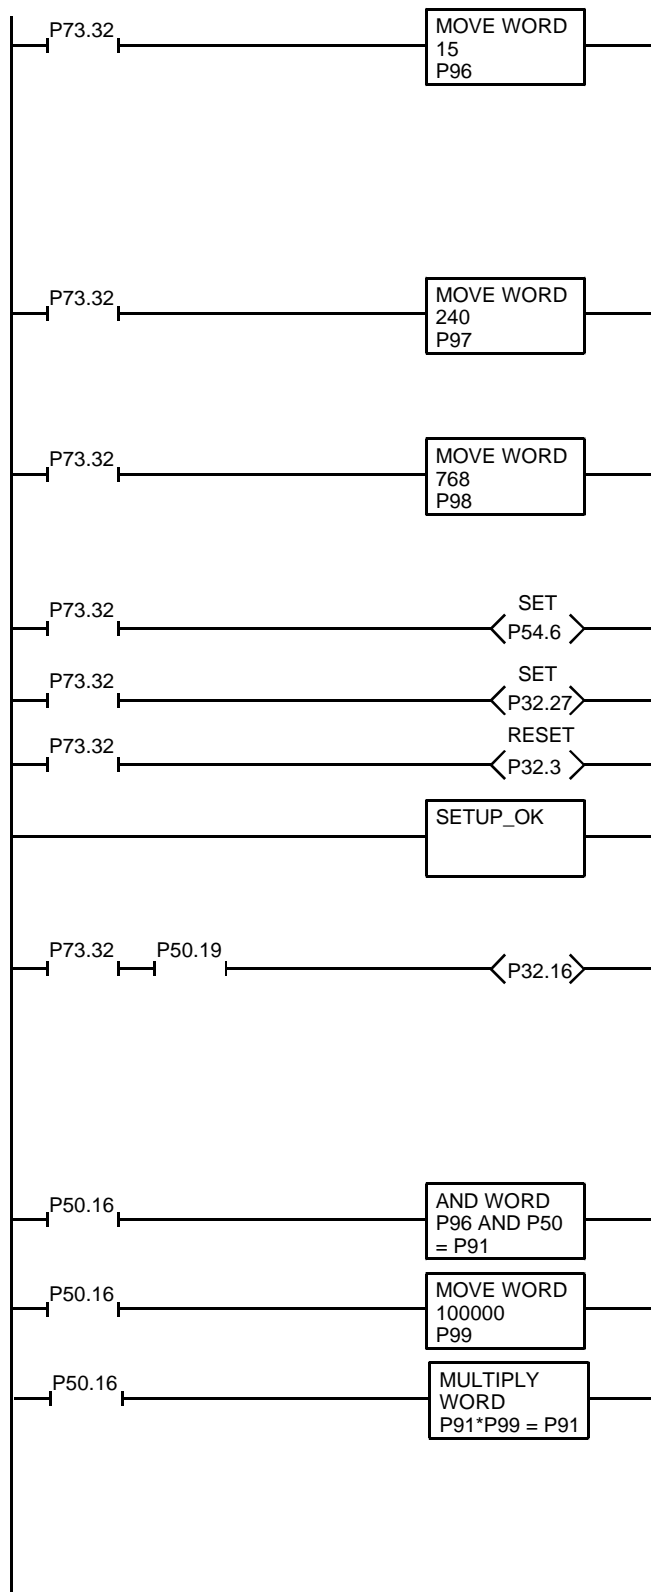 P73.32
MOVE WORD
15
P96
P73.32
MOVE WORD
240
P97
P73.32
MOVE WORD
768
P98
SET
P73.32
P54.6
SET
P73.32
P32.27
RESET
P73.32
P32.3
SETUP_OK
P73.32 P50.19
P32.16
P50.16
AND WORD
P96 AND P50
= P91
P50.16
MOVE WORD
100000
P99
P50.16
MULTIPLY
WORD
P91*P99 = P91